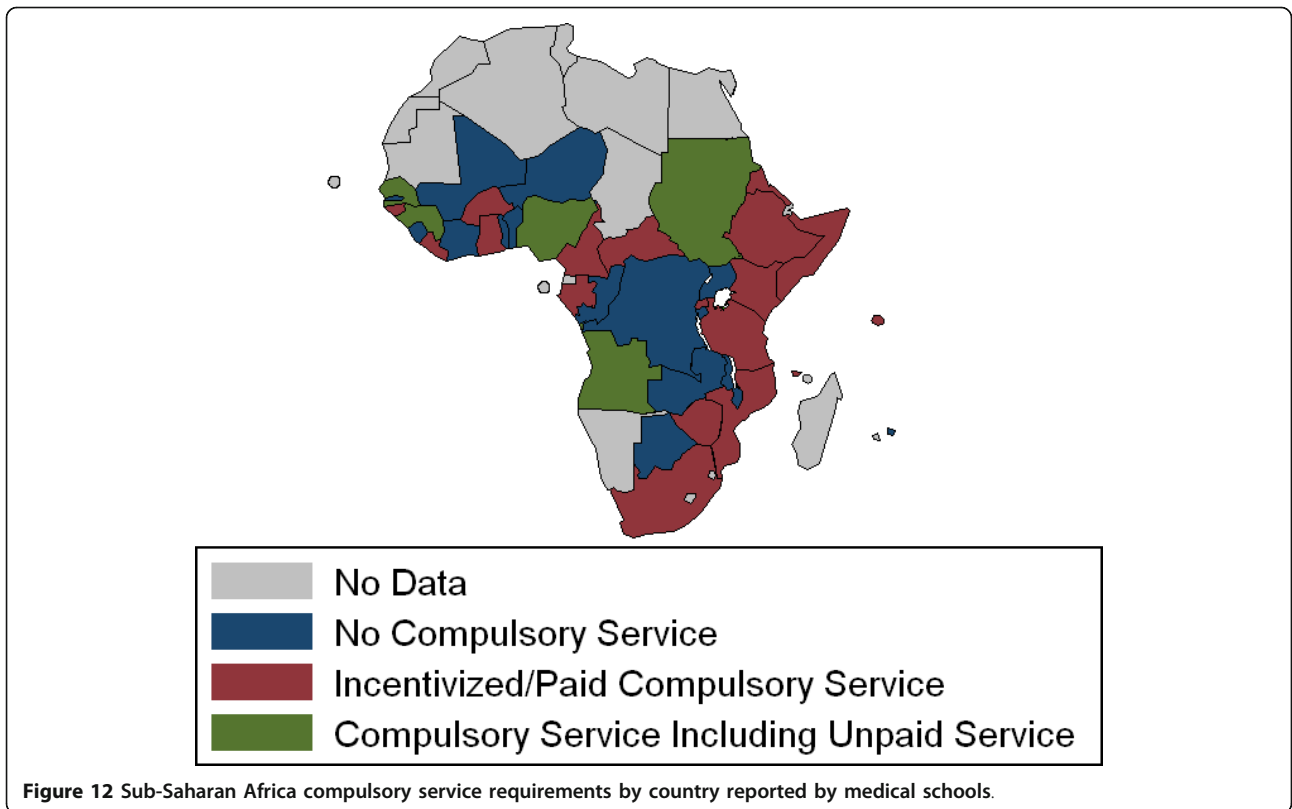 No Data
No Compulsory Service
Incentivized/Paid Compulsory Service
Compulsory Service Including Unpaid Service
Figure 12 Sub-Saharan Africa compulsory service requirements by country reported by medical schools.